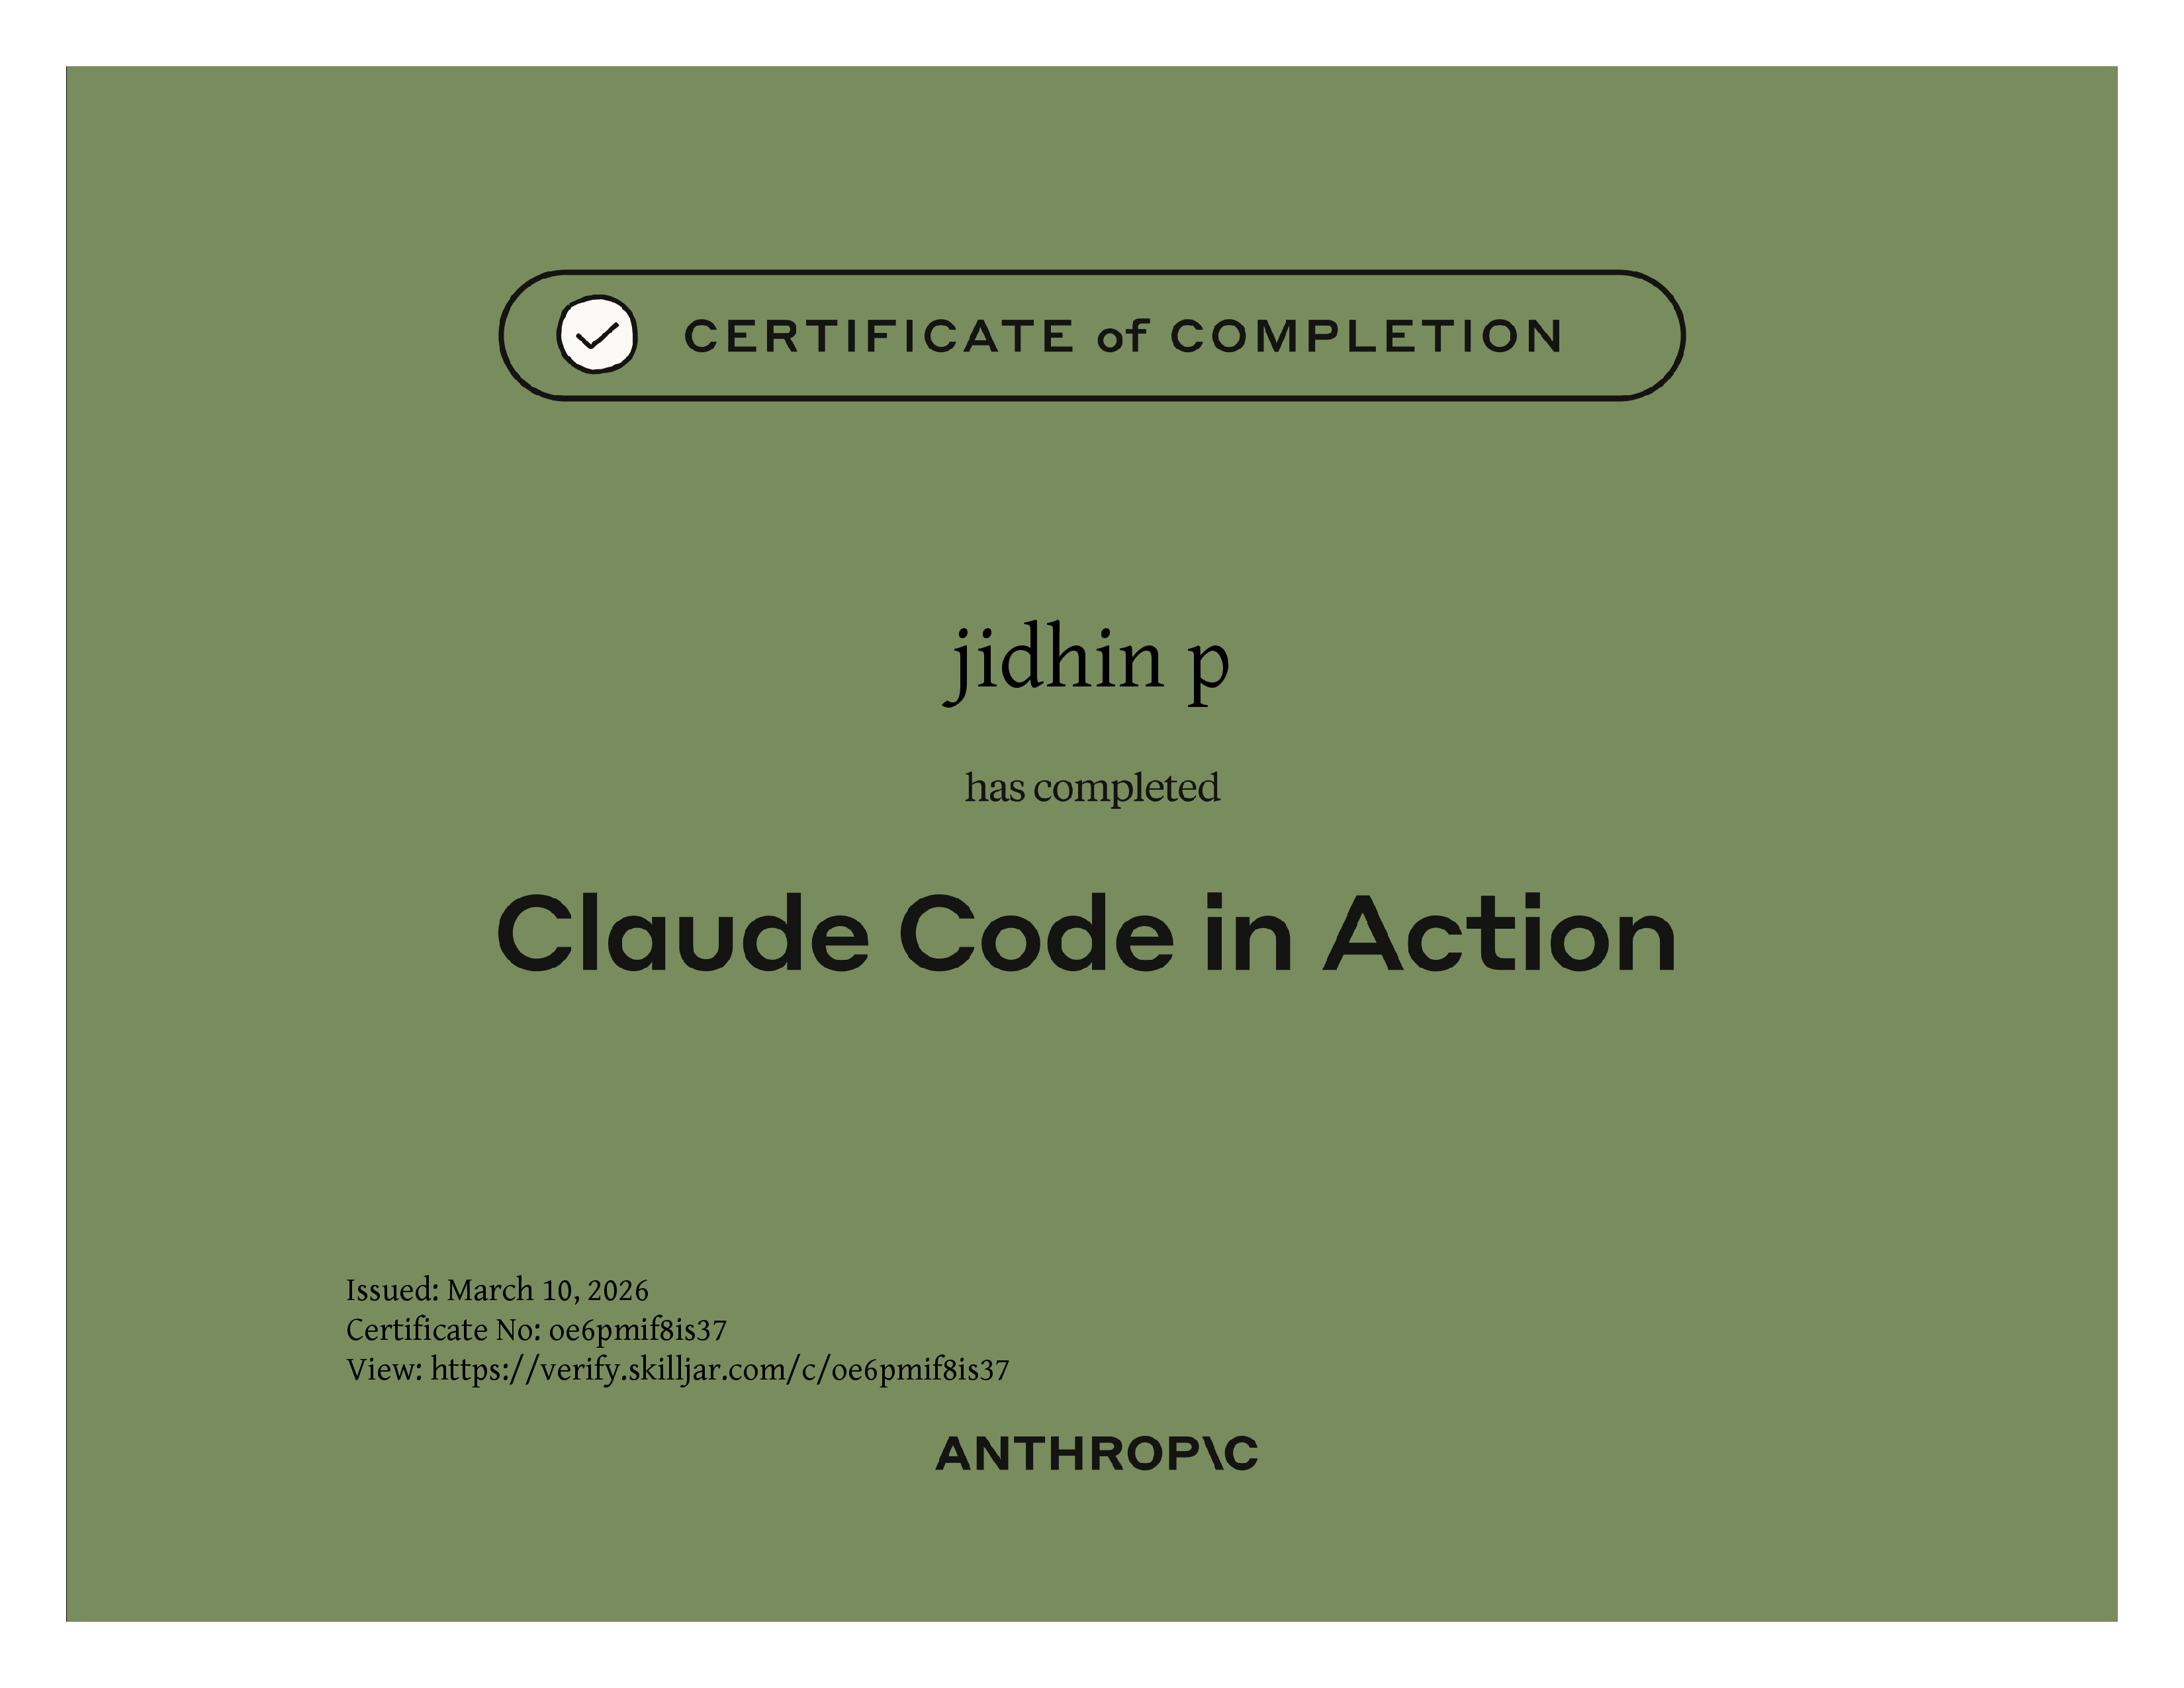 CERTIFICATE of COMPLETION
jidhin p
has completed
Claude Code in Action
Issued: March 10, 2026
Certificate No: oe6pmif8is37
View: https://verify.skilljar.com/c/oe6pmif8is37
ANTHROP\C